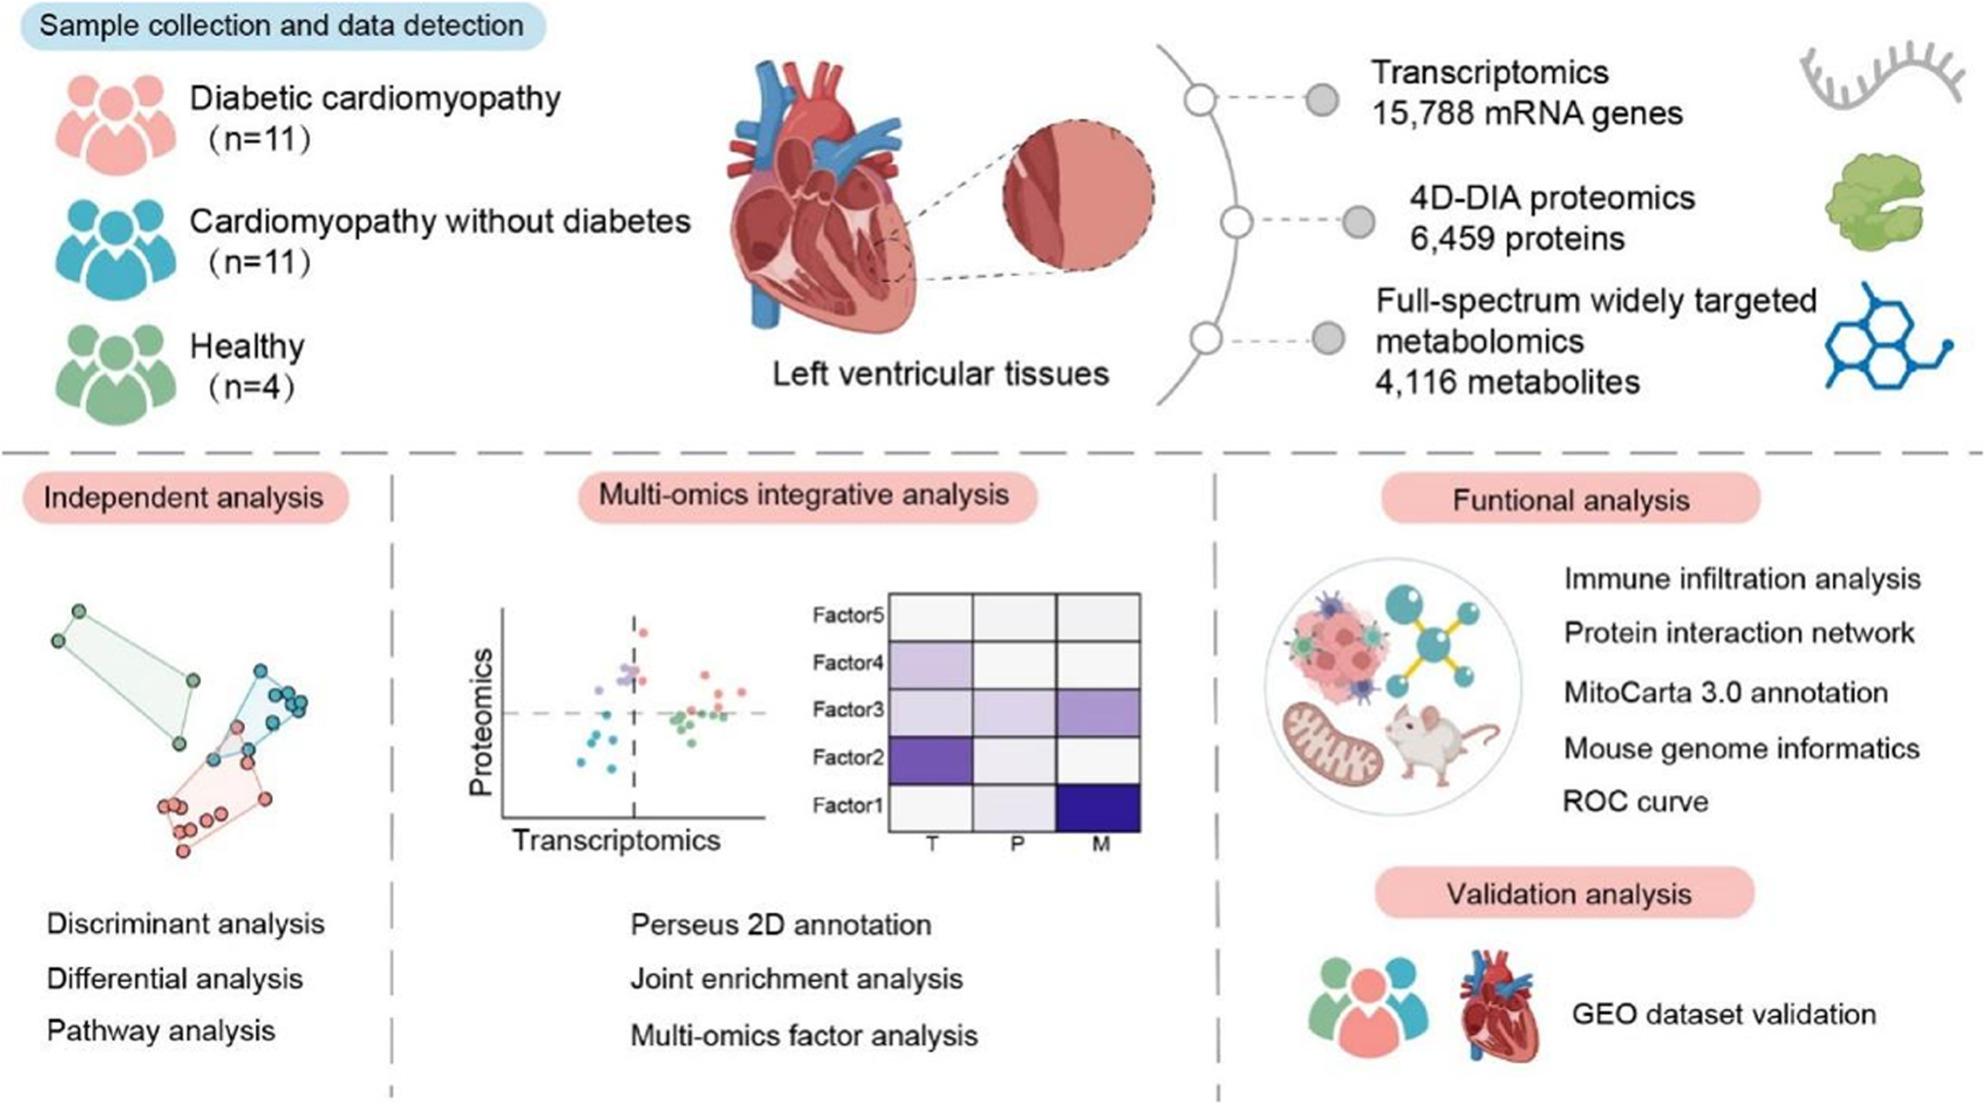 Sample collection and data detection
Diabetic cardiomyopathy
(n=11)
Cardiomyopathy without diabetes
(n=11)
Healthy
(n=4)
Left ventricular tissues
Transcriptomics
15,788 mRNA genes
4D-DIA proteomics
6,459 proteins
Full-spectrum widely targeted
metabolomics
4,116 metabolites
Independent analysis
Discriminant analysis
Differential analysis
Pathway analysis
Multi-omics integrative analysis
Proteomics
Transcriptomics
Factor5
Factor4
Factor3
Factor2
Factor1
T P M
Perseus 2D annotation
Joint enrichment analysis
Multi-omics factor analysis
Funtional analysis
Immune infiltration analysis
Protein interaction network
MitoCarta 3.0 annotation
Mouse genome informatics
ROC curve
Validation analysis
GEO dataset validation